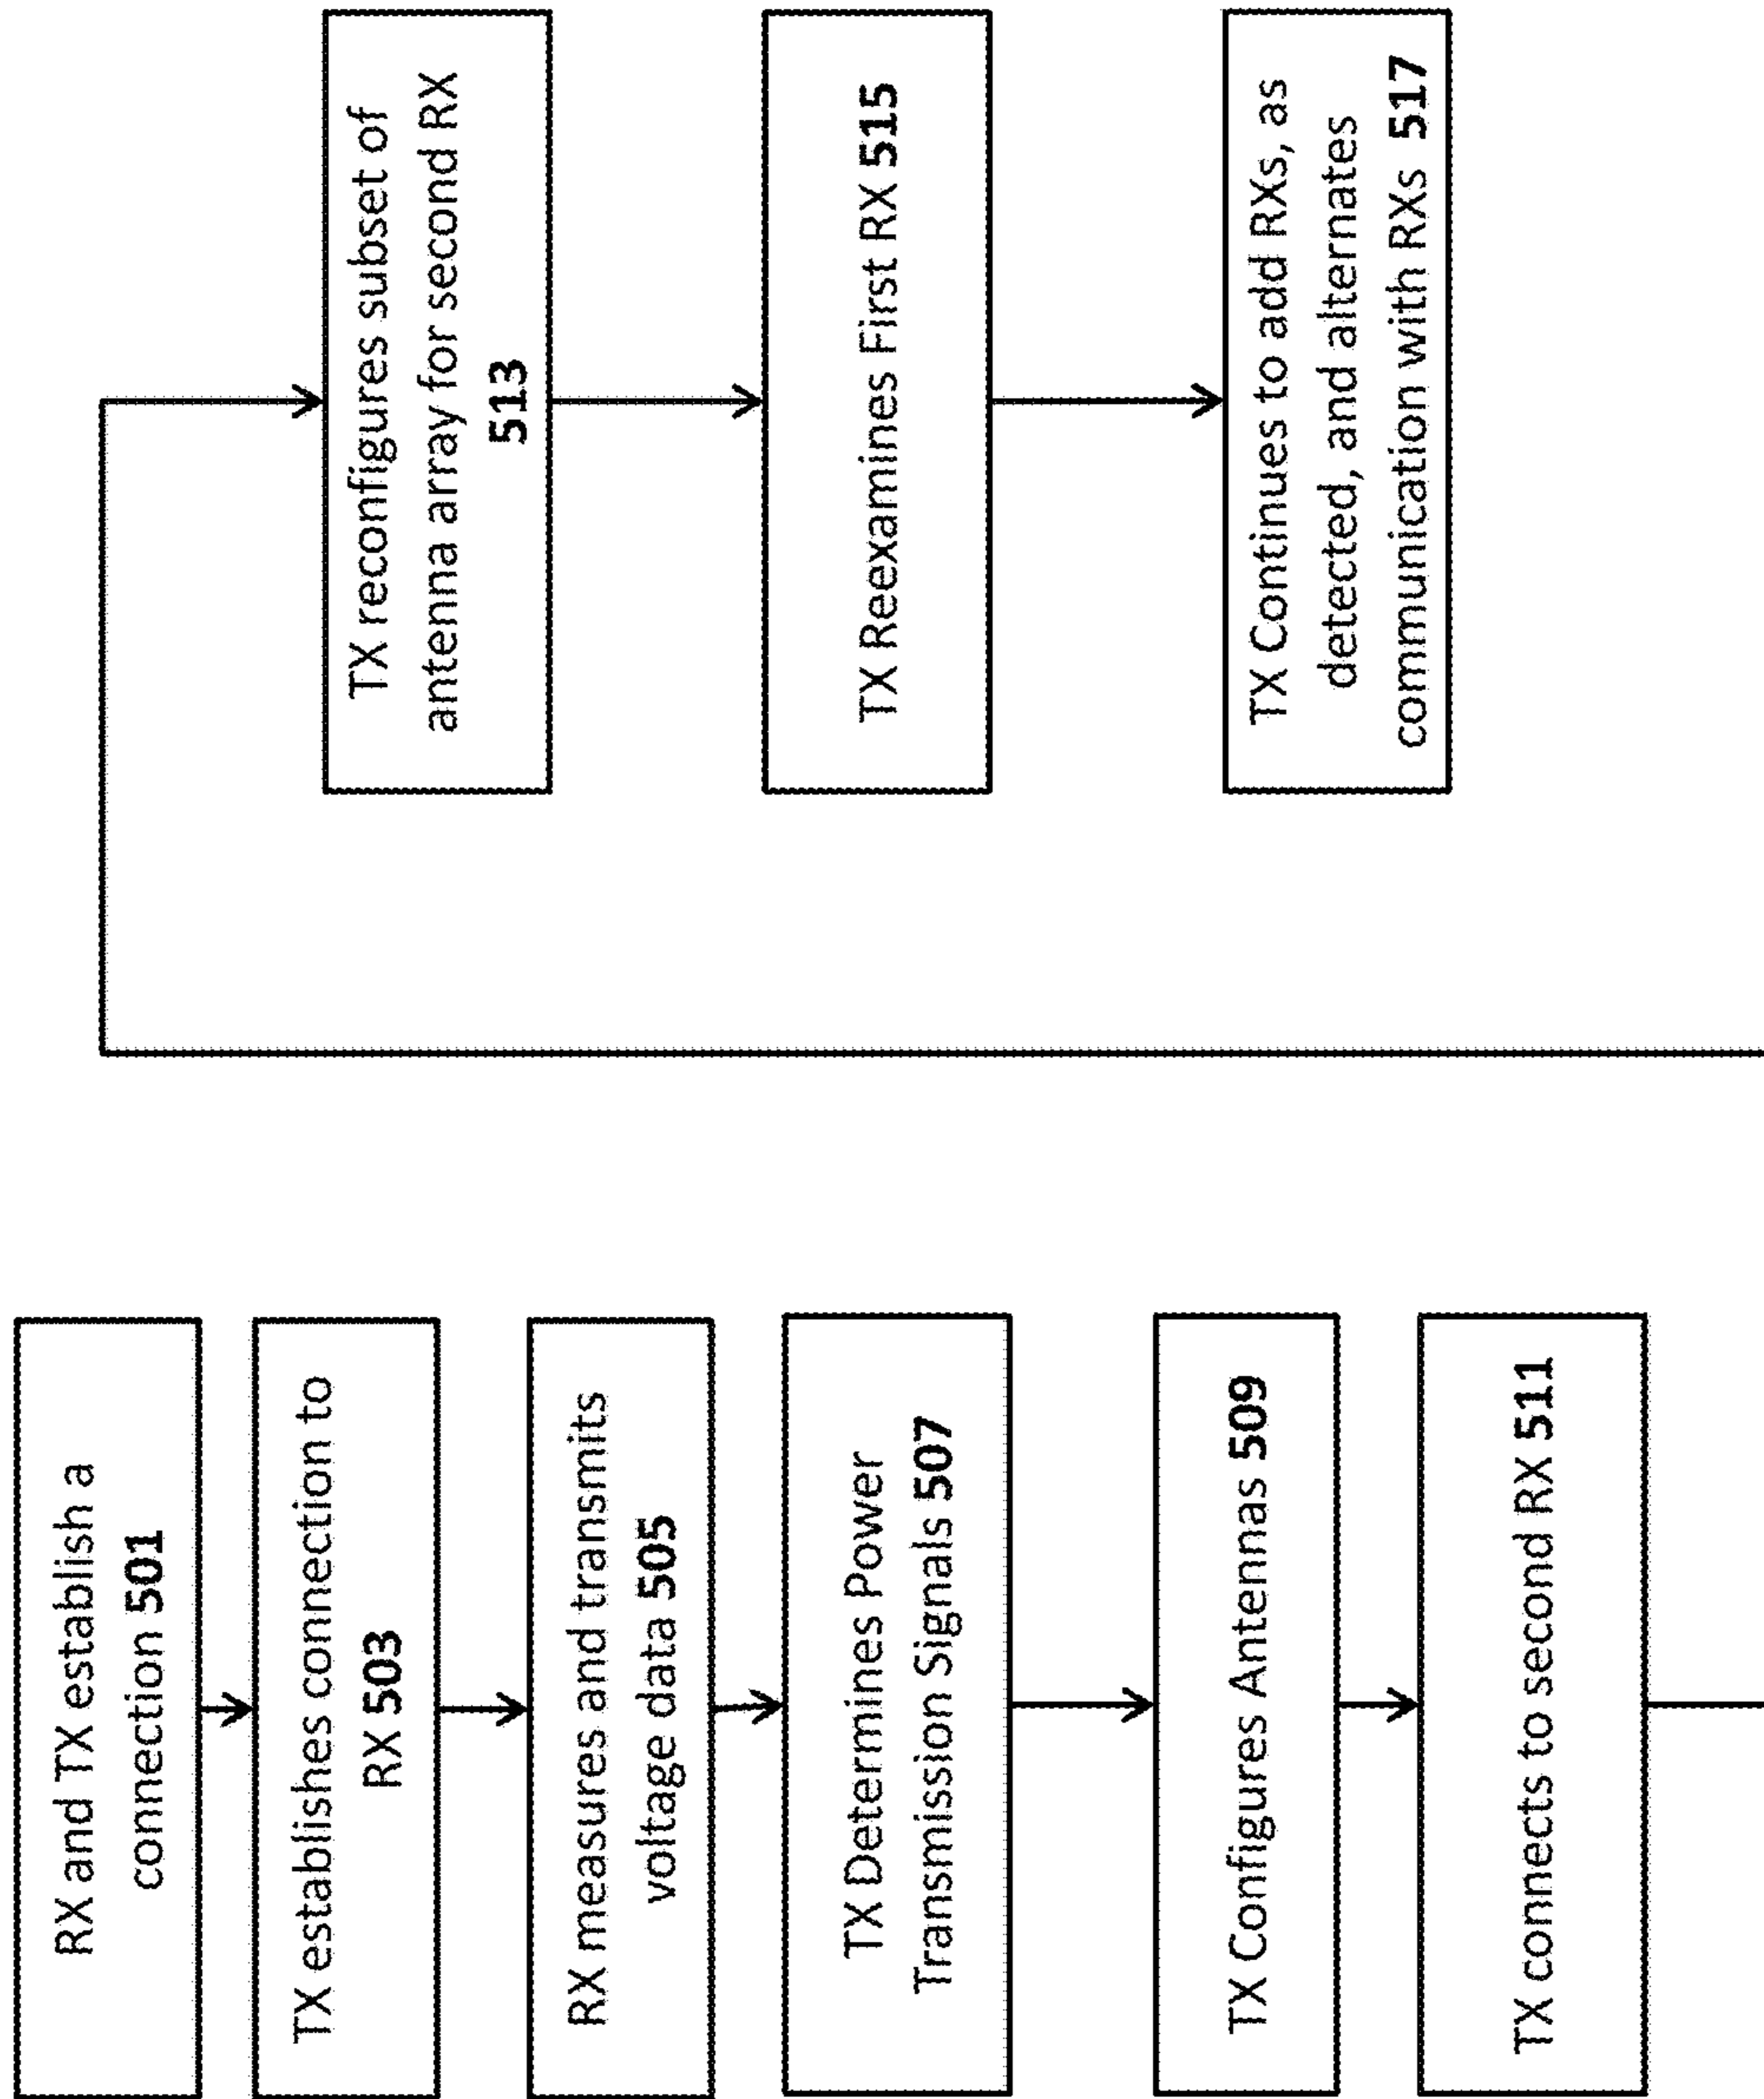 RX and TX establish a
connection 501
TX establishes connection to
RX 503
RX measures and transmits
voltage data 505
TX Determines Power
Transmission Signals 507
TX Configures Antennas 509
TX connects to second RX 511
TX reconfigures subset of
antenna array for second RX
513
TX Reexamines First RX 515
TX Continues to add RXs, as
detected, and alternates
communication with RXs 517